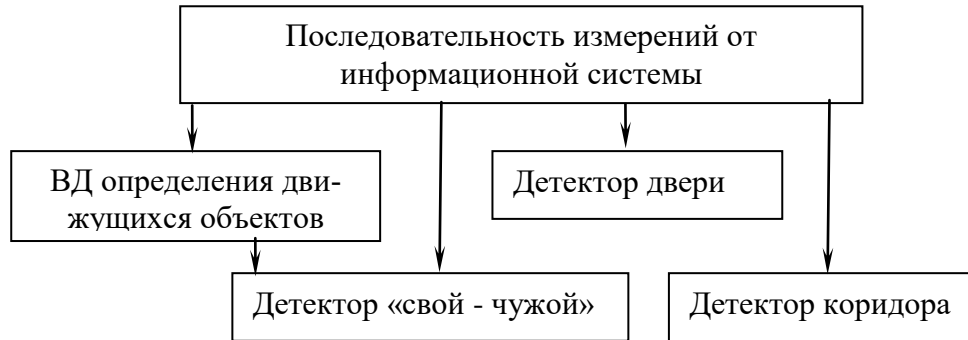 Последовательность измерений от
информационной системы
ВД определения дви-
жущихся объектов
Детектор двери
Детектор «свой - чужой»
Детектор коридора